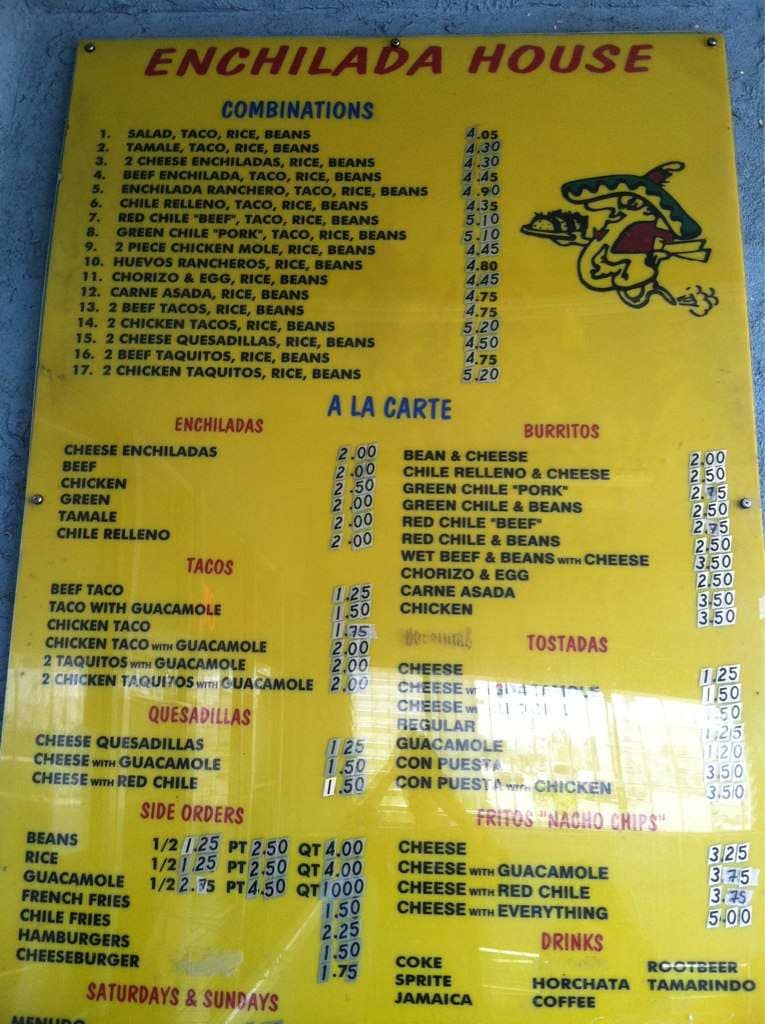 ENCHILADA HOUSE
COMBINATIONS
1. SALAD, TACO, RICE, BEANS 4.05
2. TAMALE, TACO, RICE, BEANS 4.30
3. 2 CHEESE ENCHILADAS, RICE, BEANS 4.30
4. BEEF ENCHILADA, TACO, RICE, BEANS 4.45
5. ENCHILADA RANCHERO, TACO, RICE, BEANS 4.90
6. CHILE RELLENO, TACO, RICE, BEANS 4.35
7. RED CHILE "BEEF", TACO, RICE, BEANS 5.10
8. GREEN CHILE "PORK", TACO, RICE, BEANS 5.10
9. 2 PIECE CHICKEN MOLE, RICE, BEANS 4.45
10. HUEVOS RANCHEROS, RICE, BEANS 4.80
11. CHORIZO & EGG, RICE, BEANS 4.45
12. CARNE ASADA, RICE, BEANS 4.75
13. 2 BEEF TACOS, RICE, BEANS 4.75
14. 2 CHICKEN TACOS, RICE, BEANS 5.20
15. 2 CHEESE QUESADILLAS, RICE, BEANS 4.50
16. 2 BEEF TAQUITOS, RICE, BEANS 4.75
17. 2 CHICKEN TAQUITOS, RICE, BEANS 5.20
A LA CARTE
ENCHILADAS
CHEESE ENCHILADAS 2.00
BEEF 2.00
CHICKEN 2.50
GREEN 2.00
TAMALE 2.00
CHILE RELLENO 2.00
TACOS
BEEF TACO 1.25
TACO WITH GUACAMOLE 1.50
CHICKEN TACO 1.75
CHICKEN TACO WITH GUACAMOLE 2.00
2 TAQUITOS WITH GUACAMOLE 2.00
2 CHICKEN TAQUITOS WITH GUACAMOLE 2.00
QUESADILLAS
CHEESE QUESADILLAS 1.25
CHEESE WITH GUACAMOLE 1.50
CHEESE WITH RED CHILE 1.50
SIDE ORDERS
BEANS 1/2 1.25 PT 2.50 QT 4.00
RICE 1/2 1.25 PT 2.50 QT 4.00
GUACAMOLE 1/2 2.75 PT 4.50 QT 1000
FRENCH FRIES 1.50
CHILE FRIES 2.25
HAMBURGERS 1.50
CHEESEBURGER 1.75
SATURDAYS & SUNDAYS
MENUDO
BURRITOS
BEAN & CHEESE 2.00
CHILE RELLENO & CHEESE 2.50
GREEN CHILE "PORK" 2.75
GREEN CHILE & BEANS 2.50
RED CHILE "BEEF" 2.75
RED CHILE & BEANS 2.50
WET BEEF & BEANS WITH CHEESE 3.50
CHORIZO & EGG 2.50
CARNE ASADA 3.50
CHICKEN 3.50
TOSTADAS
CHEESE 1.25
CHEESE 1.50
CHEESE .50
REGULAR 1.25
GUACAMOLE 1.20
CON PUESTA 3.50
CON PUESTA WITH CHICKEN 3.50
FRITOS "NACHO CHIPS"
CHEESE 3.25
CHEESE WITH GUACAMOLE 3.75
CHEESE WITH RED CHILE 3.75
CHEESE WITH EVERYTHING 5.00
DRINKS
COKE ROOTBEER
SPRITE HORCHATA TAMARINDO
JAMAICA COFFEE